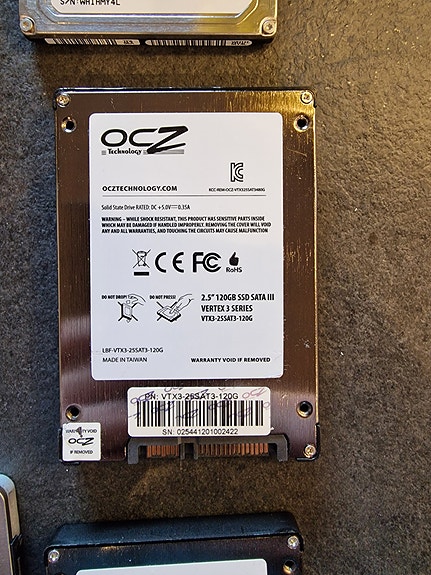 S/N:WH1HMY4L
OCZ
Technology
OCZTECHNOLOGY.COM
KCC-REM-OCZ-VTX325SAT3480G
Solid State Drive RATED: DC +5.0V 0.35A
WARNING – WHILE SHOCK RESISTANT, THIS PRODUCT HAS SENSITIVE PARTS INSIDE
WHICH MAY BE DAMAGED IF HANDLED IMPROPERLY. REMOVING THE COVER WILL VOID
ANY AND ALL WARRANTIES, AND TOUCHING THE CIRCUITS MAY CAUSE MALFUNCTION
CE FC RoHS
DO NOT DROP! DO NOT PRESS!
2.5" 120GB SSD SATA III
VERTEX 3 SERIES
VTX3-25SAT3-120G
LBF-VTX3-25SAT3-120G
MADE IN TAIWAN
WARRANTY VOID IF REMOVED
PN: VTX3-25SAT3-120G
SN: 025441201002422
WARRANTY VOID
OCZ
IF REMOVED